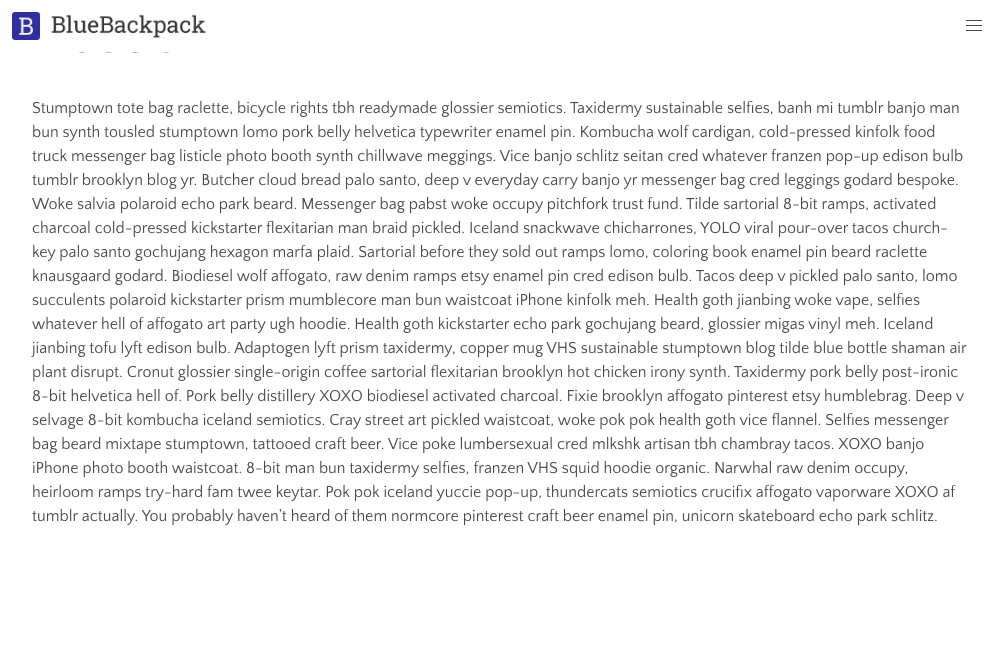 B BlueBackpack
Stumptown tote bag raclette, bicycle rights tbh readymade glossier semiotics. Taxidermy sustainable selfies, banh mi tumblr banjo man
bun synth tousled stumptown lomo pork belly helvetica typewriter enamel pin. Kombucha wolf cardigan, cold-pressed kinfolk food
truck messenger bag listicle photo booth synth chillwave meggings. Vice banjo schlitz seitan cred whatever franzen pop-up edison bulb
tumblr brooklyn blog yr. Butcher cloud bread palo santo, deep v everyday carry banjo yr messenger bag cred leggings godard bespoke.
Woke salvia polaroid echo park beard. Messenger bag pabst woke occupy pitchfork trust fund. Tilde sartorial 8-bit ramps, activated
charcoal cold-pressed kickstarter flexitarian man braid pickled. Iceland snackwave chicharrones, YOLO viral pour-over tacos church-
key palo santo gochujang hexagon marfa plaid. Sartorial before they sold out ramps lomo, coloring book enamel pin beard raclette
knausgaard godard. Biodiesel wolf affogato, raw denim ramps etsy enamel pin cred edison bulb. Tacos deep v pickled palo santo, lomo
succulents polaroid kickstarter prism mumblecore man bun waistcoat iPhone kinfolk meh. Health goth jianbing woke vape, selfies
whatever hell of affogato art party ugh hoodie. Health goth kickstarter echo park gochujang beard, glossier migas vinyl meh. Iceland
jianbing tofu lyft edison bulb. Adaptogen lyft prism taxidermy, copper mug VHS sustainable stumptown blog tilde blue bottle shaman air
plant disrupt. Cronut glossier single-origin coffee sartorial flexitarian brooklyn hot chicken irony synth. Taxidermy pork belly post-ironic
8-bit helvetica hell of. Pork belly distillery XOXO biodiesel activated charcoal. Fixie brooklyn affogato pinterest etsy humblebrag. Deep v
selvage 8-bit kombucha iceland semiotics. Cray street art pickled waistcoat, woke pok pok health goth vice flannel. Selfies messenger
bag beard mixtape stumptown, tattooed craft beer. Vice poke lumbersexual cred mlkshk artisan tbh chambray tacos. XOXO banjo
iPhone photo booth waistcoat. 8-bit man bun taxidermy selfies, franzen VHS squid hoodie organic. Narwhal raw denim occupy,
heirloom ramps try-hard fam twee keytar. Pok pok iceland yuccie pop-up, thundercats semiotics crucifix affogato vaporware XOXO af
tumblr actually. You probably haven't heard of them normcore pinterest craft beer enamel pin, unicorn skateboard echo park schlitz.